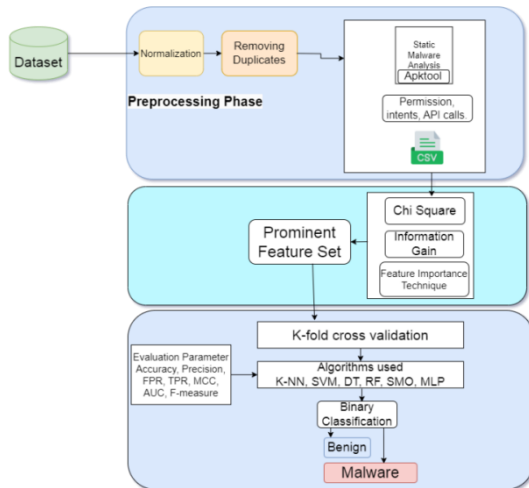 Dataset
Normalization
Removing
Duplicates
Preprocessing Phase
Static
Malware
Analysis
Apktool
Permission,
intents, API calls
CSV
Chi Square
Information
Gain
Feature Importance
Technique
Prominent
Feature Set
K-fold cross validation
Evaluation Parameter
Accuracy, Precision,
FPR, TPR, MCC,
AUC, F-measure
Algorithms used
K-NN, SVM, DT, RF, SMO, MLP
Binary
Classification
Benign
Malware